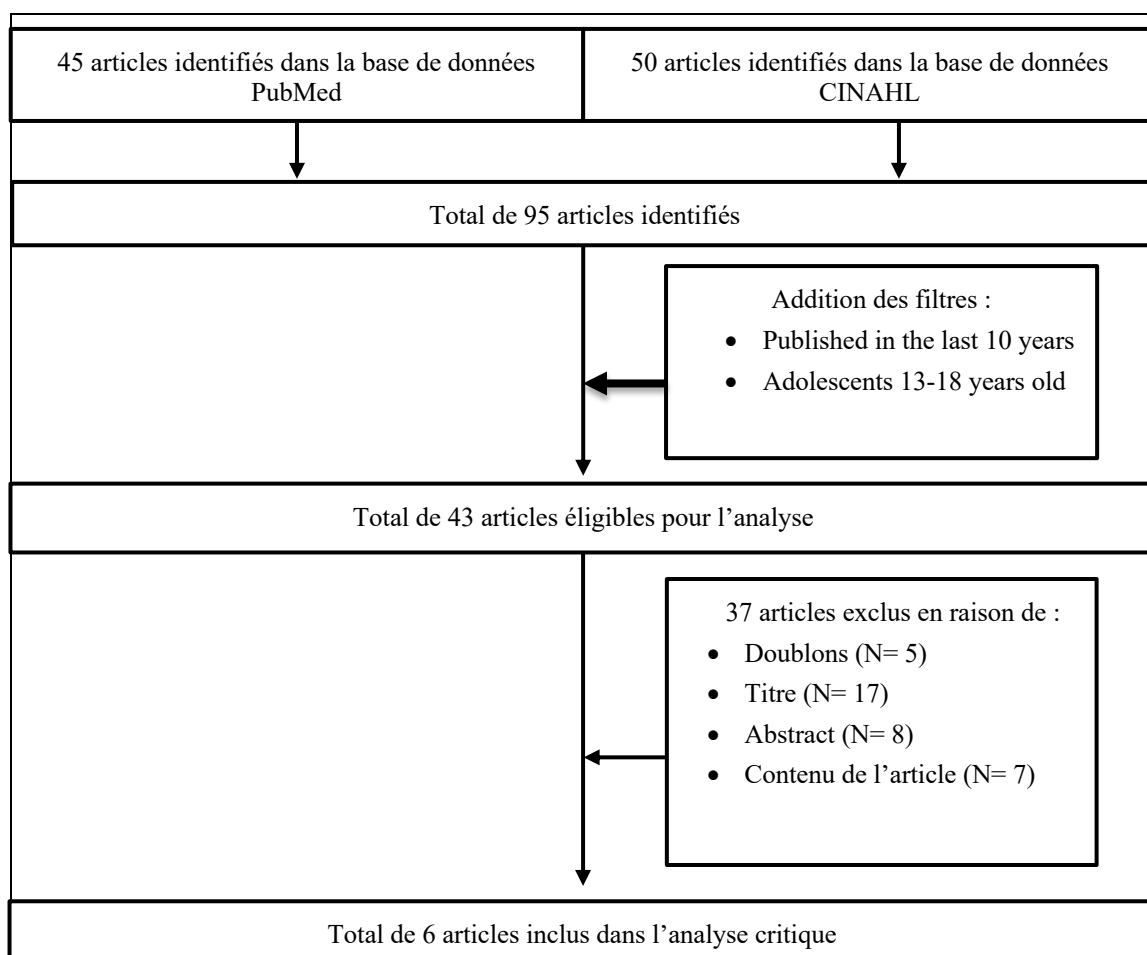 45 articles identifiés dans la base de données
PubMed
50 articles identifiés dans la base de données
CINAHL
Total de 95 articles identifiés
Addition des filtres :
• Published in the last 10 years
• Adolescents 13-18 years old
Total de 43 articles éligibles pour l’analyse
37 articles exclus en raison de :
• Doublons (N= 5)
• Titre (N= 17)
• Abstract (N= 8)
• Contenu de l’article (N= 7)
Total de 6 articles inclus dans l’analyse critique